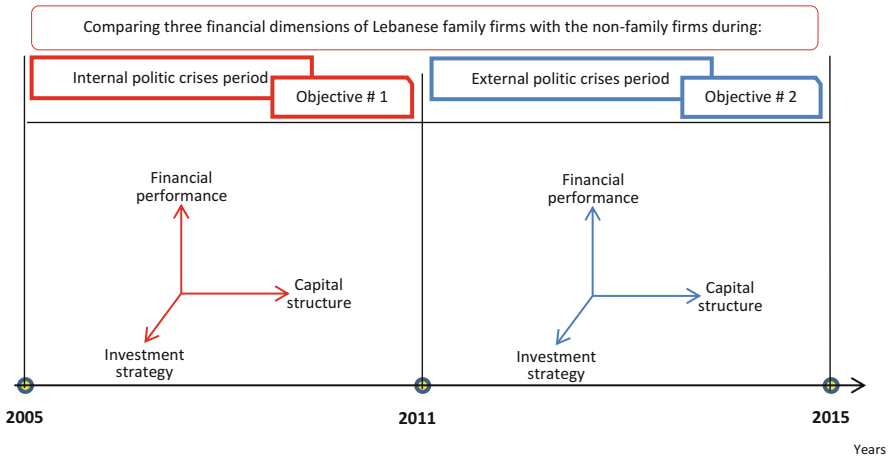 Comparing three financial dimensions of Lebanese family firms with the non-family firms during:
Internal politic crises period
Objective # 1
External politic crises period
Objective # 2
Financial
performance
Capital
structure
Investment
strategy
Financial
performance
Capital
structure
Investment
strategy
2005
2011
2015
Years